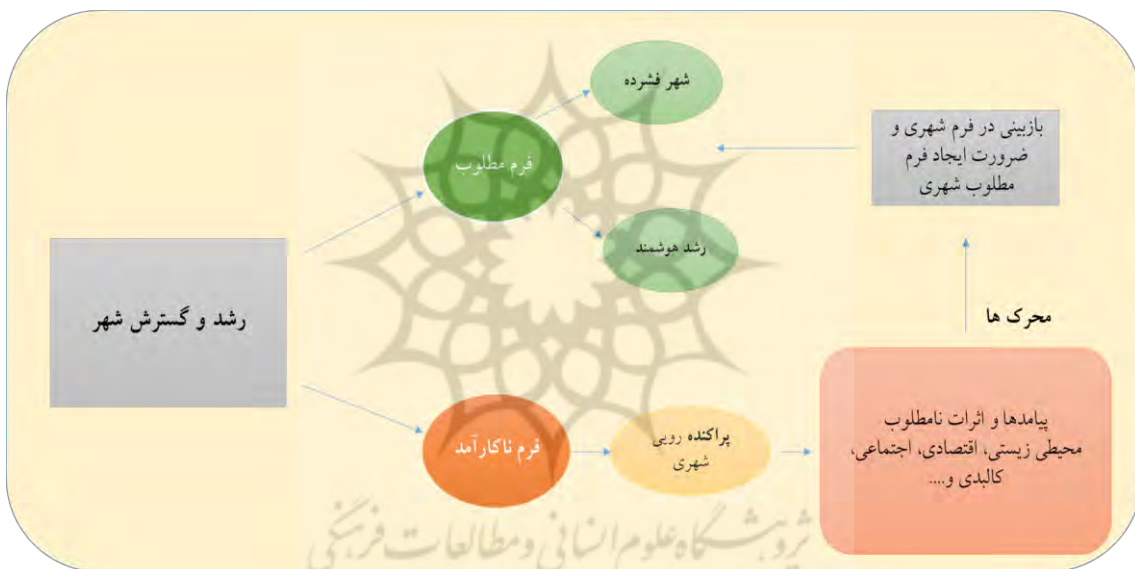 شهر فشرده
فرم مطلوب
رشد هوشمند
بازبینی در فرم شهری و
ضرورت ایجاد فرم
مطلوب شهری
رشد و گسترش شهر
محرک ها
فرم ناکارآمد
پراکنده رویی
شهری
پیامدها و اثرات نامطلوب
محیطی زیستی، اقتصادی، اجتماعی،
کالبدی و....
پژوهشگاه علوم انسانی و مطالعات فرهنگی